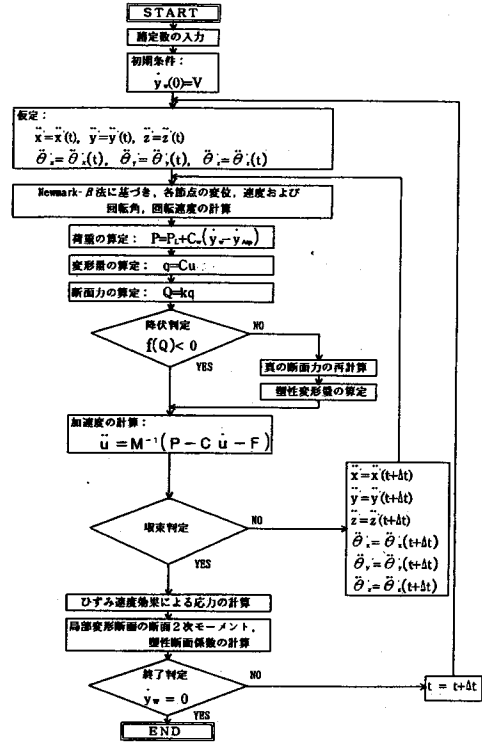 START
諸定数の入力
初期条件:
ẏw(0)=V
仮定:
ẍ=ẍ(t), ÿ=ÿ(t), z̈=z̈(t)
θ̈x=θ̈x(t), θ̈y=θ̈y(t), θ̈z=θ̈z(t)
Newmark-β法に基づき,各節点の変位,速度および
回転角,回転速度の計算
荷重の算定: P=PL+Cw(ẏw-ẏ)
変形量の算定: q=Cu
断面力の算定: Q=kq
降伏判定
f(Q)<0
NO
YES
真の断面力の再計算
塑性変形量の算定
加速度の計算:
ü=M⁻¹(P-Cu̇-F)
収束判定
NO
YES
ẍ=ẍ(t+Δt)
ÿ=ÿ(t+Δt)
z̈=z̈(t+Δt)
θ̈x=θ̈x(t+Δt)
θ̈y=θ̈y(t+Δt)
θ̈z=θ̈z(t+Δt)
ひずみ速度効果による応力の計算
局部変形断面の断面2次モーメント,
塑性断面係数の計算
終了判定
ẏw=0
NO
YES
t = t+Δt
END